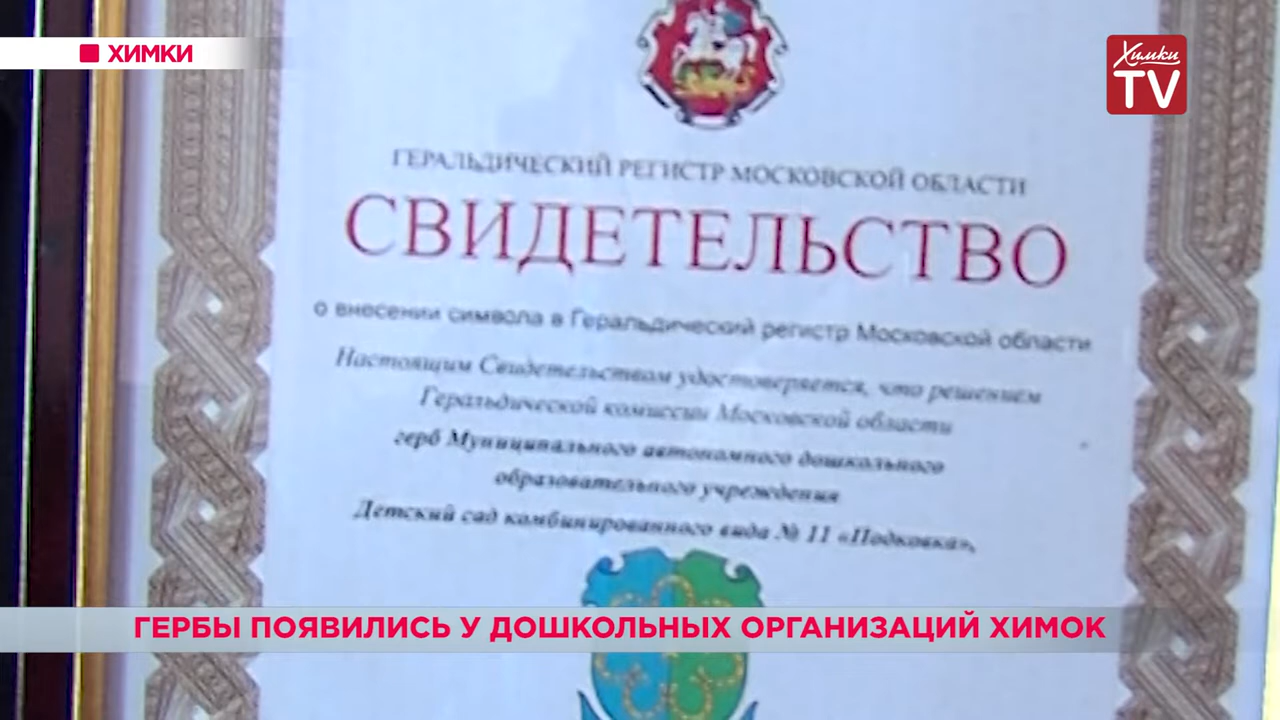 ХИМКИ
Химки
TV
ГЕРАЛЬДИЧЕСКИЙ РЕГИСТР МОСКОВСКОЙ ОБЛАСТИ
СВИДЕТЕЛЬСТВО
о внесении символа в Геральдический регистр Московской области
Настоящим Свидетельством удостоверяется, что решением
Геральдической комиссии Московской области
герб Муниципального автономного дошкольного
образовательного учреждения
Детский сад комбинированного вида № 11 «Подковка»,
ГЕРБЫ ПОЯВИЛИСЬ У ДОШКОЛЬНЫХ ОРГАНИЗАЦИЙ ХИМОК